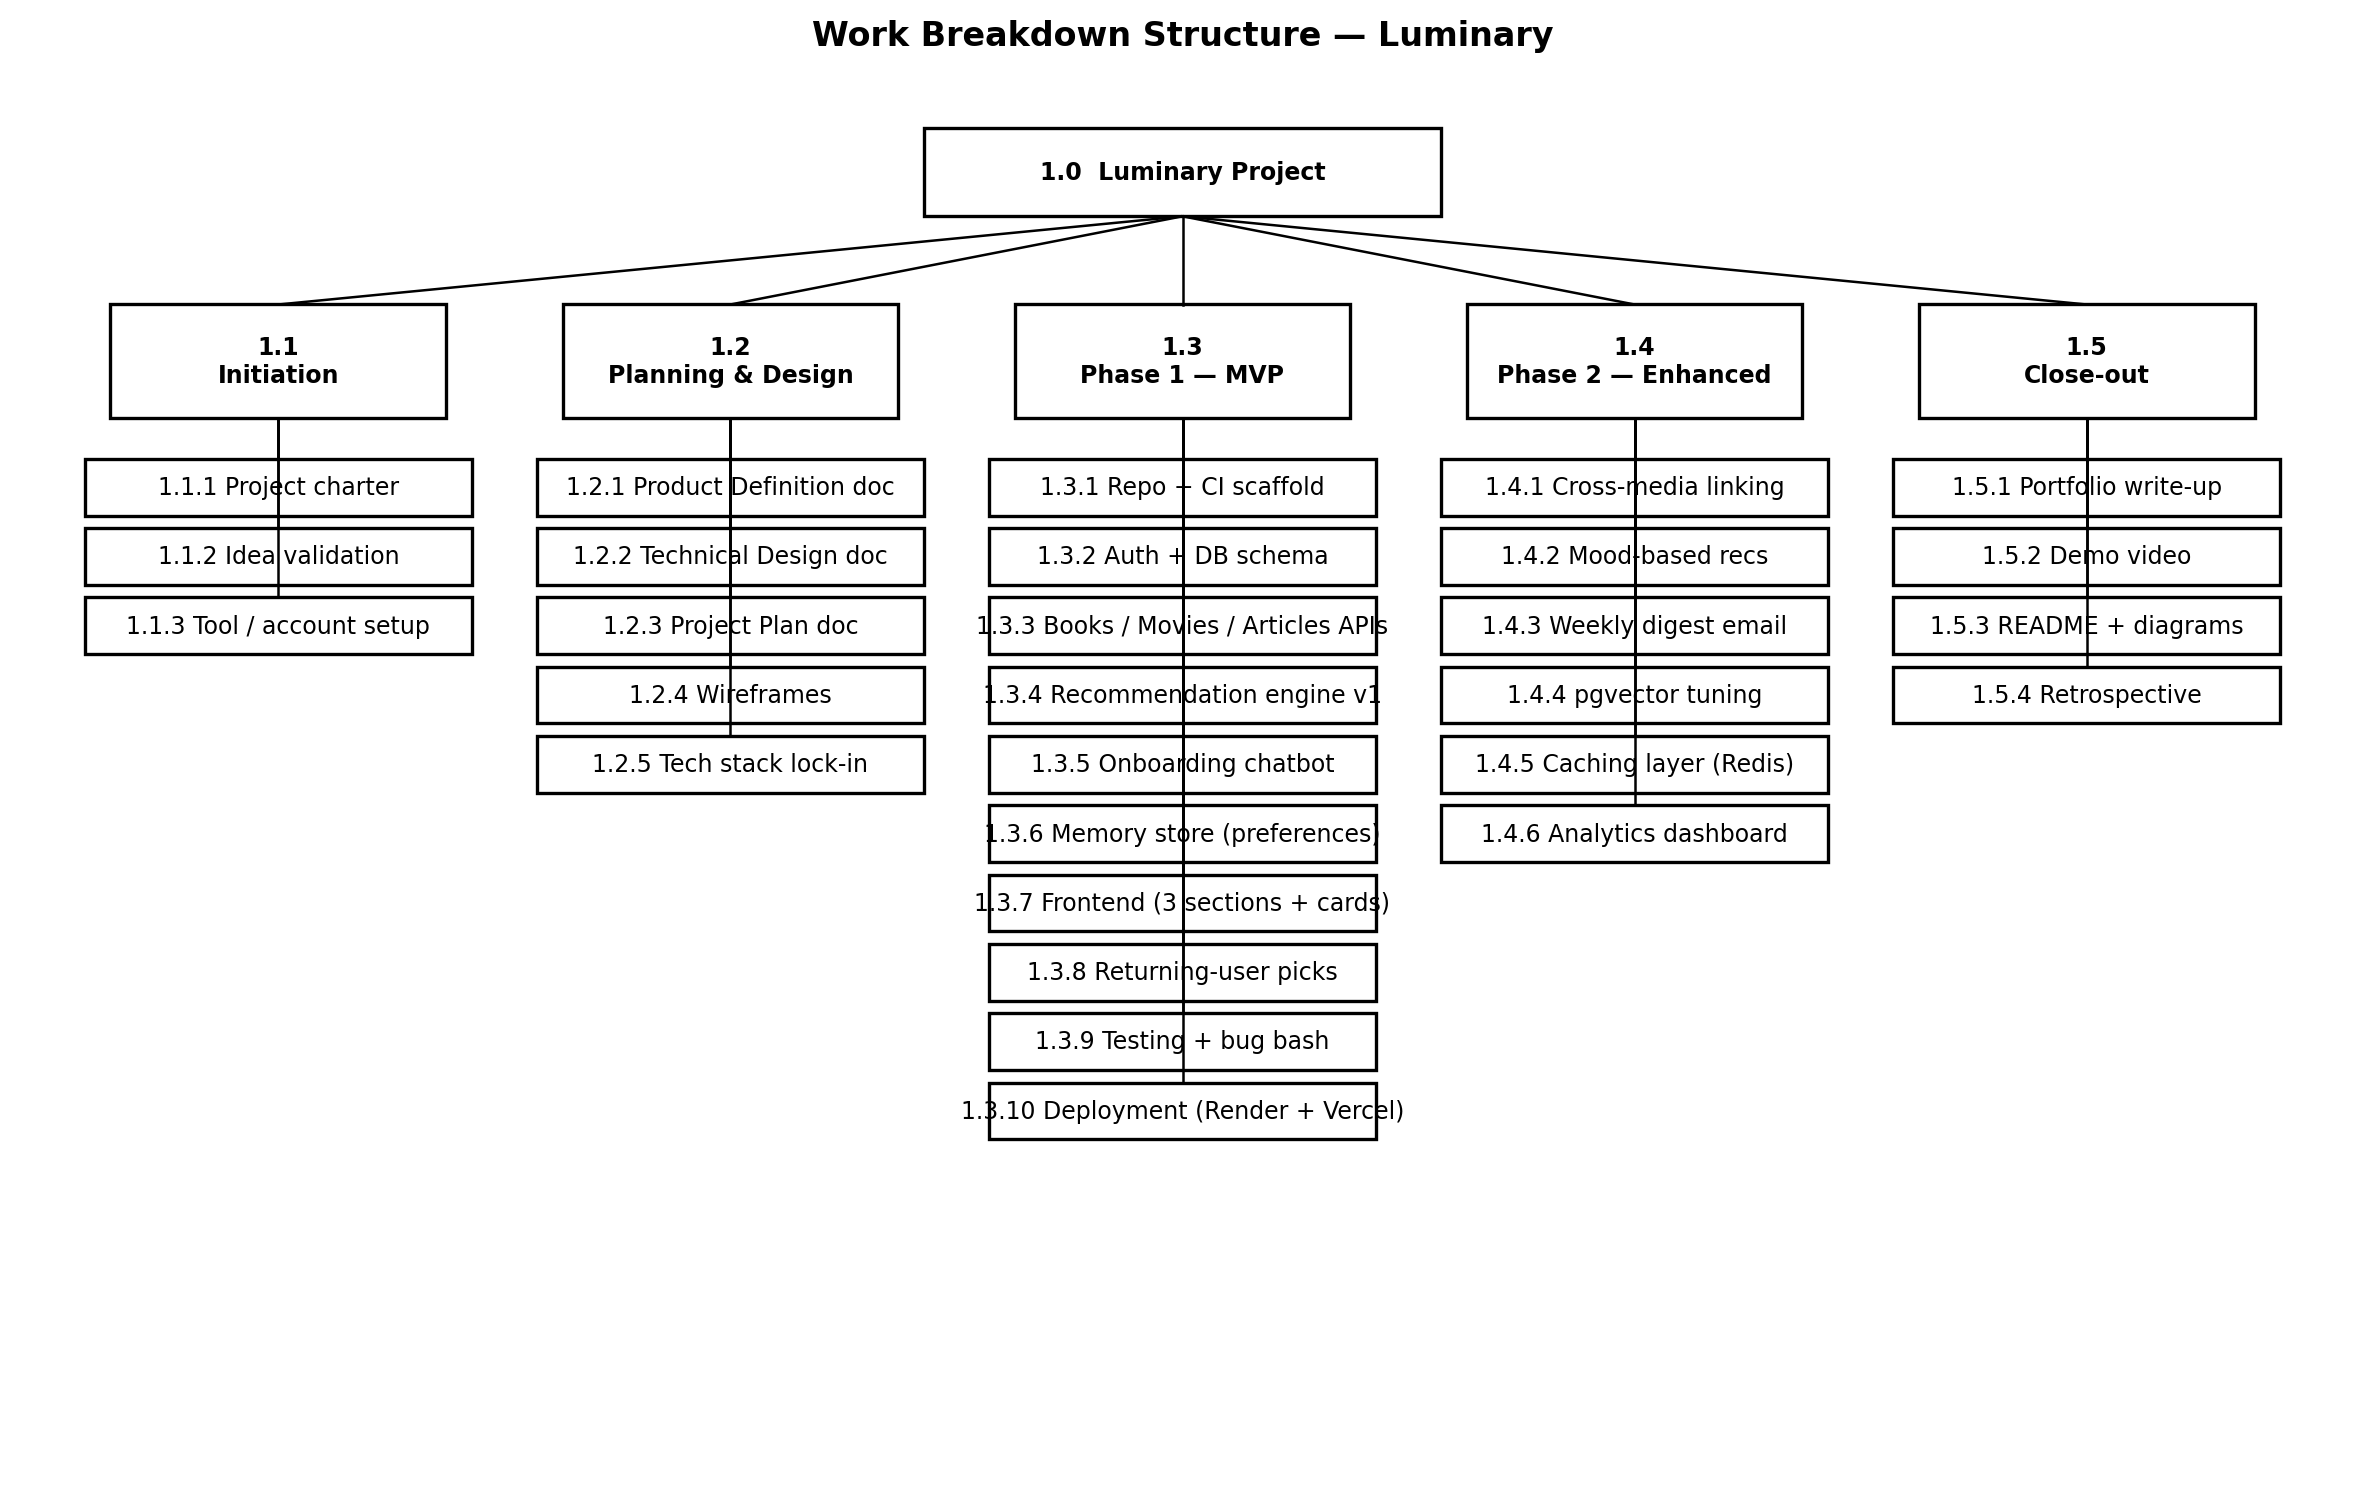 Work Breakdown Structure — Luminary
1.0  Luminary Project
1.1
Initiation
1.1.1 Project charter
1.1.2 Idea validation
1.1.3 Tool / account setup
1.2
Planning & Design
1.2.1 Product Definition doc
1.2.2 Technical Design doc
1.2.3 Project Plan doc
1.2.4 Wireframes
1.2.5 Tech stack lock-in
1.3
Phase 1 — MVP
1.3.1 Repo + CI scaffold
1.3.2 Auth + DB schema
1.3.3 Books / Movies / Articles APIs
1.3.4 Recommendation engine v1
1.3.5 Onboarding chatbot
1.3.6 Memory store (preferences)
1.3.7 Frontend (3 sections + cards)
1.3.8 Returning-user picks
1.3.9 Testing + bug bash
1.3.10 Deployment (Render + Vercel)
1.4
Phase 2 — Enhanced
1.4.1 Cross-media linking
1.4.2 Mood-based recs
1.4.3 Weekly digest email
1.4.4 pgvector tuning
1.4.5 Caching layer (Redis)
1.4.6 Analytics dashboard
1.5
Close-out
1.5.1 Portfolio write-up
1.5.2 Demo video
1.5.3 README + diagrams
1.5.4 Retrospective